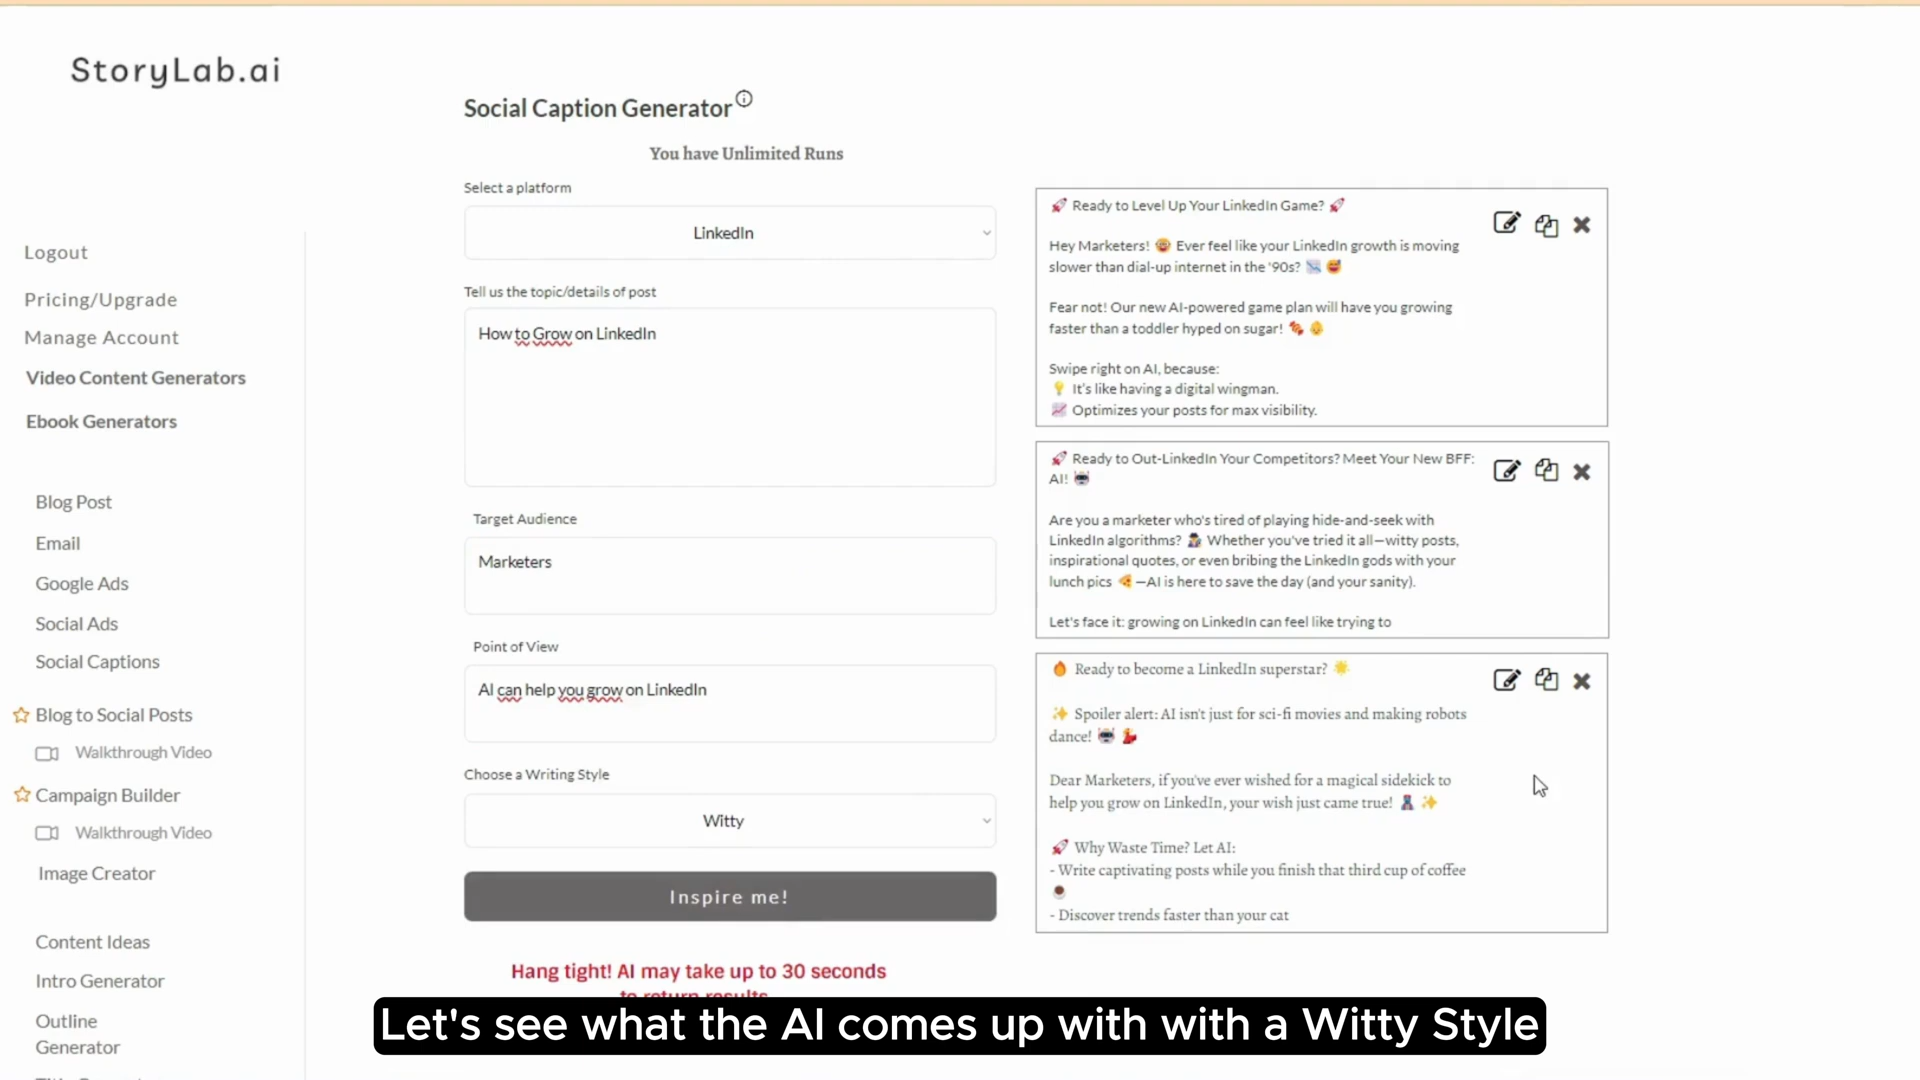 StoryLab.ai
Logout
Pricing/Upgrade
Manage Account
Video Content Generators
Ebook Generators
Blog Post
Email
Google Ads
Social Ads
Social Captions
Blog to Social Posts
Walkthrough Video
Campaign Builder
Walkthrough Video
Image Creator
Content Ideas
Intro Generator
Outline
Generator
Social Caption Generator
You have Unlimited Runs
Select a platform
LinkedIn
Tell us the topic/details of post
How to Grow on LinkedIn
Target Audience
Marketers
Point of View
AI can help you grow on LinkedIn
Choose a Writing Style
Witty
Inspire me!
Hang tight! AI may take up to 30 seconds
to return results
🚀 Ready to Level Up Your LinkedIn Game? 🚀
Hey Marketers! 🤩 Ever feel like your LinkedIn growth is moving
slower than dial-up internet in the '90s? 📉 😅
Fear not! Our new AI-powered game plan will have you growing
faster than a toddler hyped on sugar! 🍬 👶
Swipe right on AI, because:
💡 It's like having a digital wingman.
📈 Optimizes your posts for max visibility.
🚀 Ready to Out-LinkedIn Your Competitors? Meet Your New BFF:
AI! 🤖
Are you a marketer who's tired of playing hide-and-seek with
LinkedIn algorithms? 🕵️ Whether you've tried it all—witty posts,
inspirational quotes, or even bribing the LinkedIn gods with your
lunch pics 🍕—AI is here to save the day (and your sanity).
Let's face it: growing on LinkedIn can feel like trying to
🔥 Ready to become a LinkedIn superstar? 🌟
✨ Spoiler alert: AI isn't just for sci-fi movies and making robots
dance! 🤖 💃
Dear Marketers, if you've ever wished for a magical sidekick to
help you grow on LinkedIn, your wish just came true! 🧞 ✨
🚀 Why Waste Time? Let AI:
- Write captivating posts while you finish that third cup of coffee
☕
- Discover trends faster than your cat
Let's see what the AI comes up with with a Witty Style